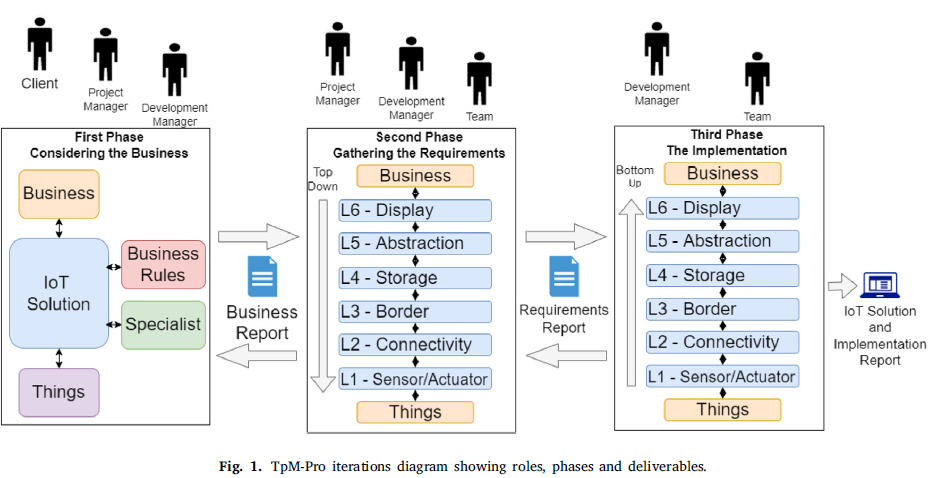 Client
Project
Manager
Development
Manager
First Phase
Considering the Business
Business
IoT
Solution
Business
Rules
Specialist
Things
Business
Report
Project
Manager
Development
Manager
Team
Second Phase
Gathering the Requirements
Top
Down
Business
L6 - Display
L5 - Abstraction
L4 - Storage
L3 - Border
L2 - Connectivity
L1 - Sensor/Actuator
Things
Requirements
Report
Development
Manager
Team
Third Phase
The Implementation
Bottom
Up
Business
L6 - Display
L5 - Abstraction
L4 - Storage
L3 - Border
L2 - Connectivity
L1 - Sensor/Actuator
Things
IoT Solution
and
Implementation
Report
Fig. 1. TpM-Pro iterations diagram showing roles, phases and deliverables.